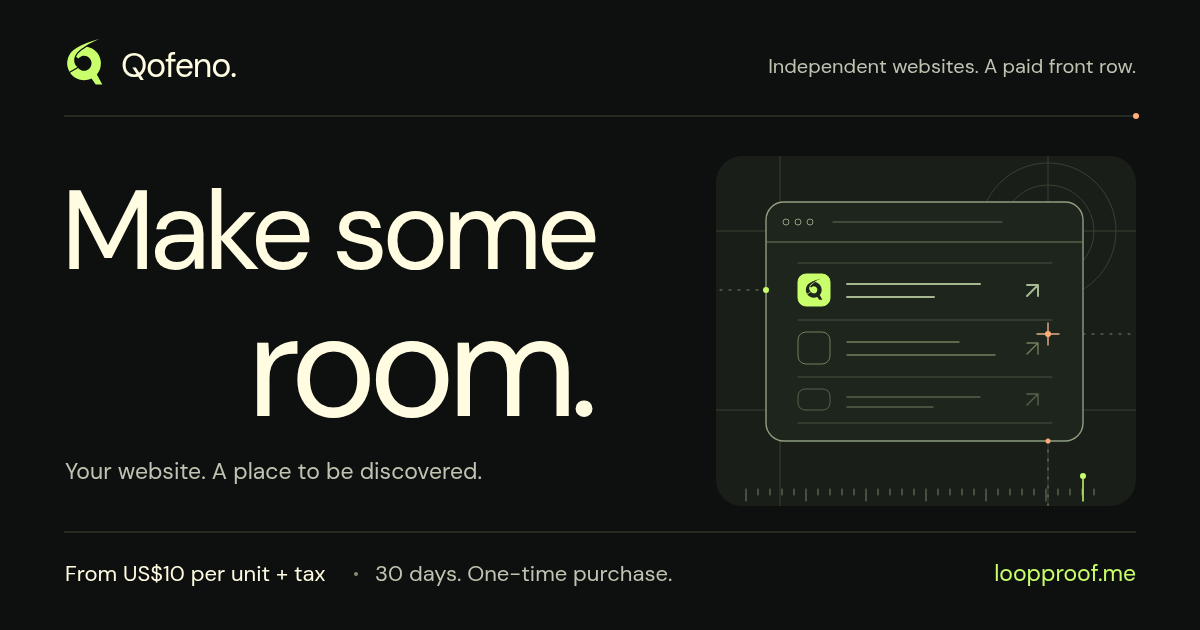 Qofeno.
Independent websites. A paid front row.
Make some
room.
Your website. A place to be discovered.
From US$10 per unit + tax • 30 days. One-time purchase.
loopproof.me